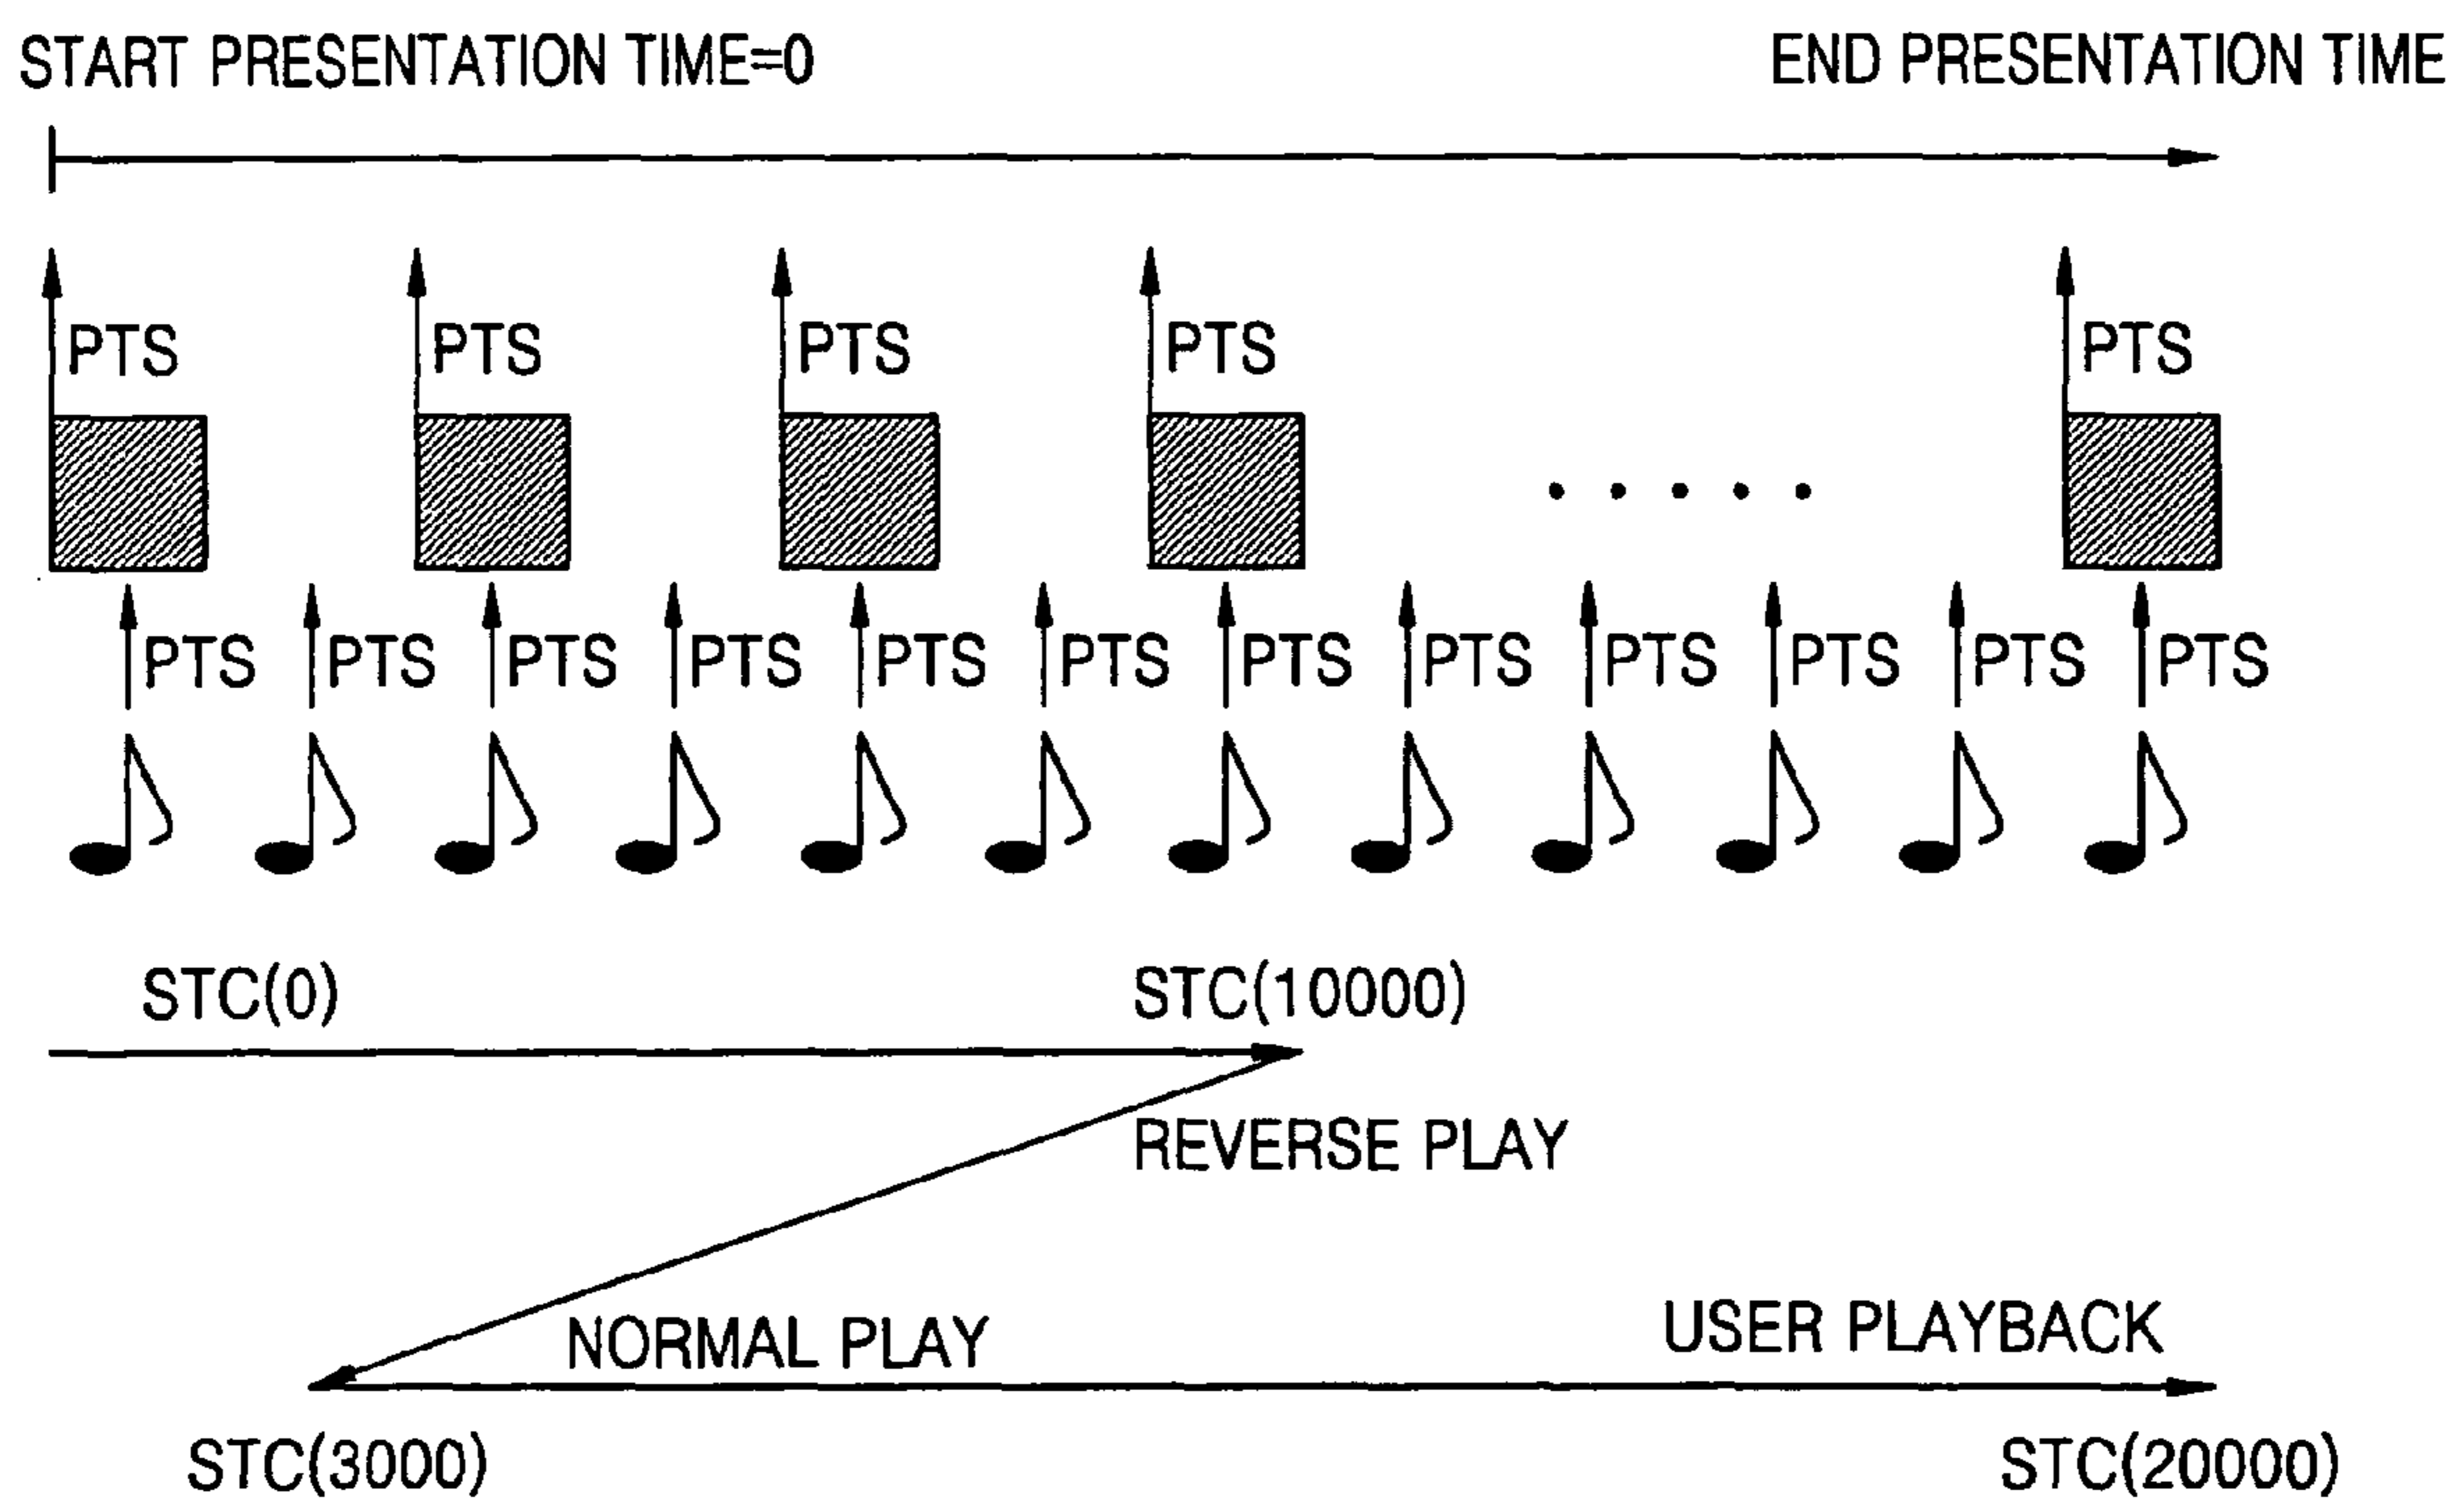 START PRESENTATION TIME=0 END PRESENTATION TIME
PTS PTS PTS PTS PTS
PTS PTS PTS PTS PTS PTS PTS PTS PTS PTS PTS PTS
STC(0) STC(10000)
REVERSE PLAY
NORMAL PLAY USER PLAYBACK
STC(3000) STC(20000)